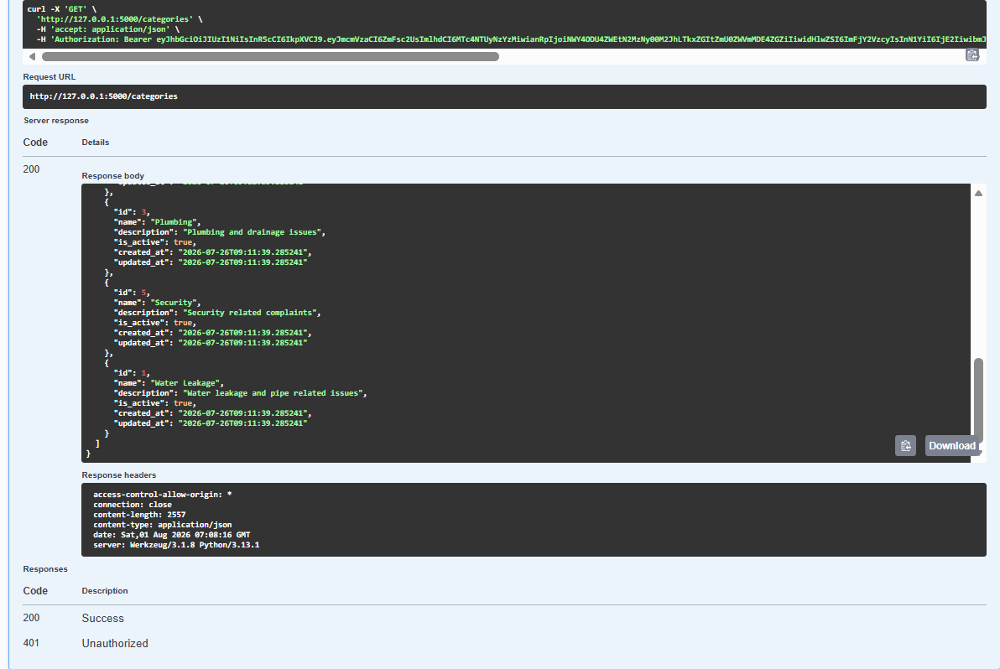 curl -X 'GET' \
'http://127.0.0.1:5000/categories' \
-H 'accept: application/json' \
-H 'Authorization: Bearer
Request URL
http://127.0.0.1:5000/categories
Server response
Code Details
200
Response body
},
{
"id": 3,
"name": "Plumbing",
"description": "Plumbing and drainage issues",
"is_active": true,
"created_at": "2026-07-26T09:11:39.285241",
"updated_at": "2026-07-26T09:11:39.285241"
},
{
"id": 5,
"name": "Security",
"description": "Security related complaints",
"is_active": true,
"created_at": "2026-07-26T09:11:39.285241",
"updated_at": "2026-07-26T09:11:39.285241"
},
{
"id": 1,
"name": "Water Leakage",
"description": "Water leakage and pipe related issues",
"is_active": true,
"created_at": "2026-07-26T09:11:39.285241",
"updated_at": "2026-07-26T09:11:39.285241"
}
]
}
Download
Response headers
access-control-allow-origin: *
connection: close
content-length: 2557
content-type: application/json
date: Sat,01 Aug 2026 07:08:16 GMT
server: Werkzeug/3.1.8 Python/3.13.1
Responses
Code Description
200 Success
401 Unauthorized